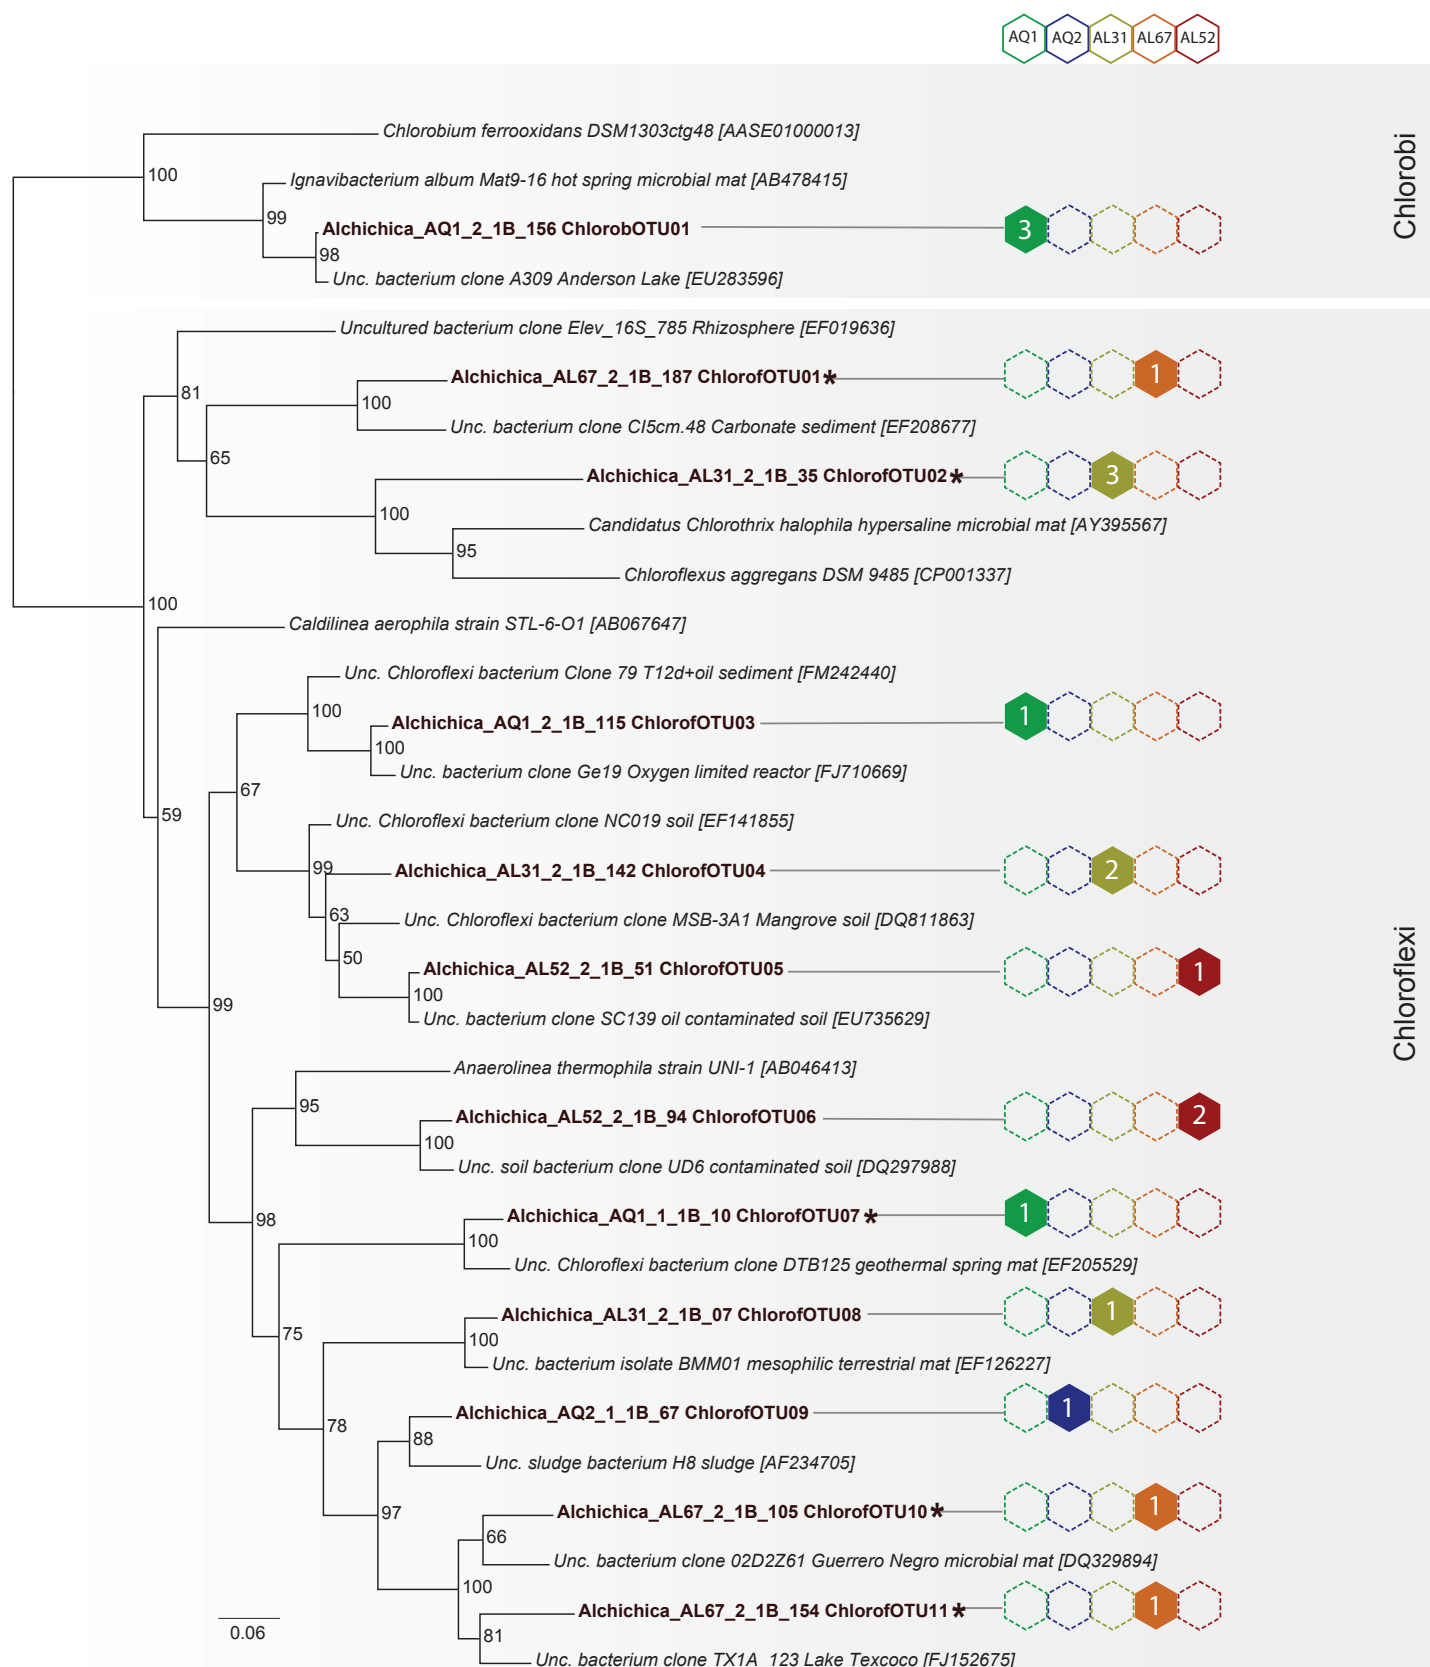 AQ1 AQ2 AL31 AL67 AL52
Chlorobi
Chlorobium ferrooxidans DSM1303ctg48 [AASE01000013]
100
Ignavibacterium album Mat9-16 hot spring microbial mat [AB478415]
99
Alchichica_AQ1_2_1B_156 ChlorobOTU01 3
98
Unc. bacterium clone A309 Anderson Lake [EU283596]
Chloroflexi
Uncultured bacterium clone Elev_16S_785 Rhizosphere [EF019636]
81
Alchichica_AL67_2_1B_187 ChlorofOTU01* 1
100
Unc. bacterium clone CI5cm.48 Carbonate sediment [EF208677]
65
Alchichica_AL31_2_1B_35 ChlorofOTU02* 3
100
Candidatus Chlorothrix halophila hypersaline microbial mat [AY395567]
95
Chloroflexus aggregans DSM 9485 [CP001337]
100
Caldilinea aerophila strain STL-6-O1 [AB067647]
Unc. Chloroflexi bacterium Clone 79 T12d+oil sediment [FM242440]
100
Alchichica_AQ1_2_1B_115 ChlorofOTU03 1
100
Unc. bacterium clone Ge19 Oxygen limited reactor [FJ710669]
67
59
Unc. Chloroflexi bacterium clone NC019 soil [EF141855]
99
Alchichica_AL31_2_1B_142 ChlorofOTU04 2
63
Unc. Chloroflexi bacterium clone MSB-3A1 Mangrove soil [DQ811863]
50
Alchichica_AL52_2_1B_51 ChlorofOTU05 1
100
99
Unc. bacterium clone SC139 oil contaminated soil [EU735629]
Anaerolinea thermophila strain UNI-1 [AB046413]
95
Alchichica_AL52_2_1B_94 ChlorofOTU06 2
100
Unc. soil bacterium clone UD6 contaminated soil [DQ297988]
98
Alchichica_AQ1_1_1B_10 ChlorofOTU07* 1
100
Unc. Chloroflexi bacterium clone DTB125 geothermal spring mat [EF205529]
75
Alchichica_AL31_2_1B_07 ChlorofOTU08 1
100
Unc. bacterium isolate BMM01 mesophilic terrestrial mat [EF126227]
78
Alchichica_AQ2_1_1B_67 ChlorofOTU09 1
88
Unc. sludge bacterium H8 sludge [AF234705]
97
Alchichica_AL67_2_1B_105 ChlorofOTU10* 1
66
Unc. bacterium clone 02D2Z61 Guerrero Negro microbial mat [DQ329894]
100
Alchichica_AL67_2_1B_154 ChlorofOTU11* 1
81
Unc. bacterium clone TX1A_123 Lake Texcoco [FJ152675]
0.06